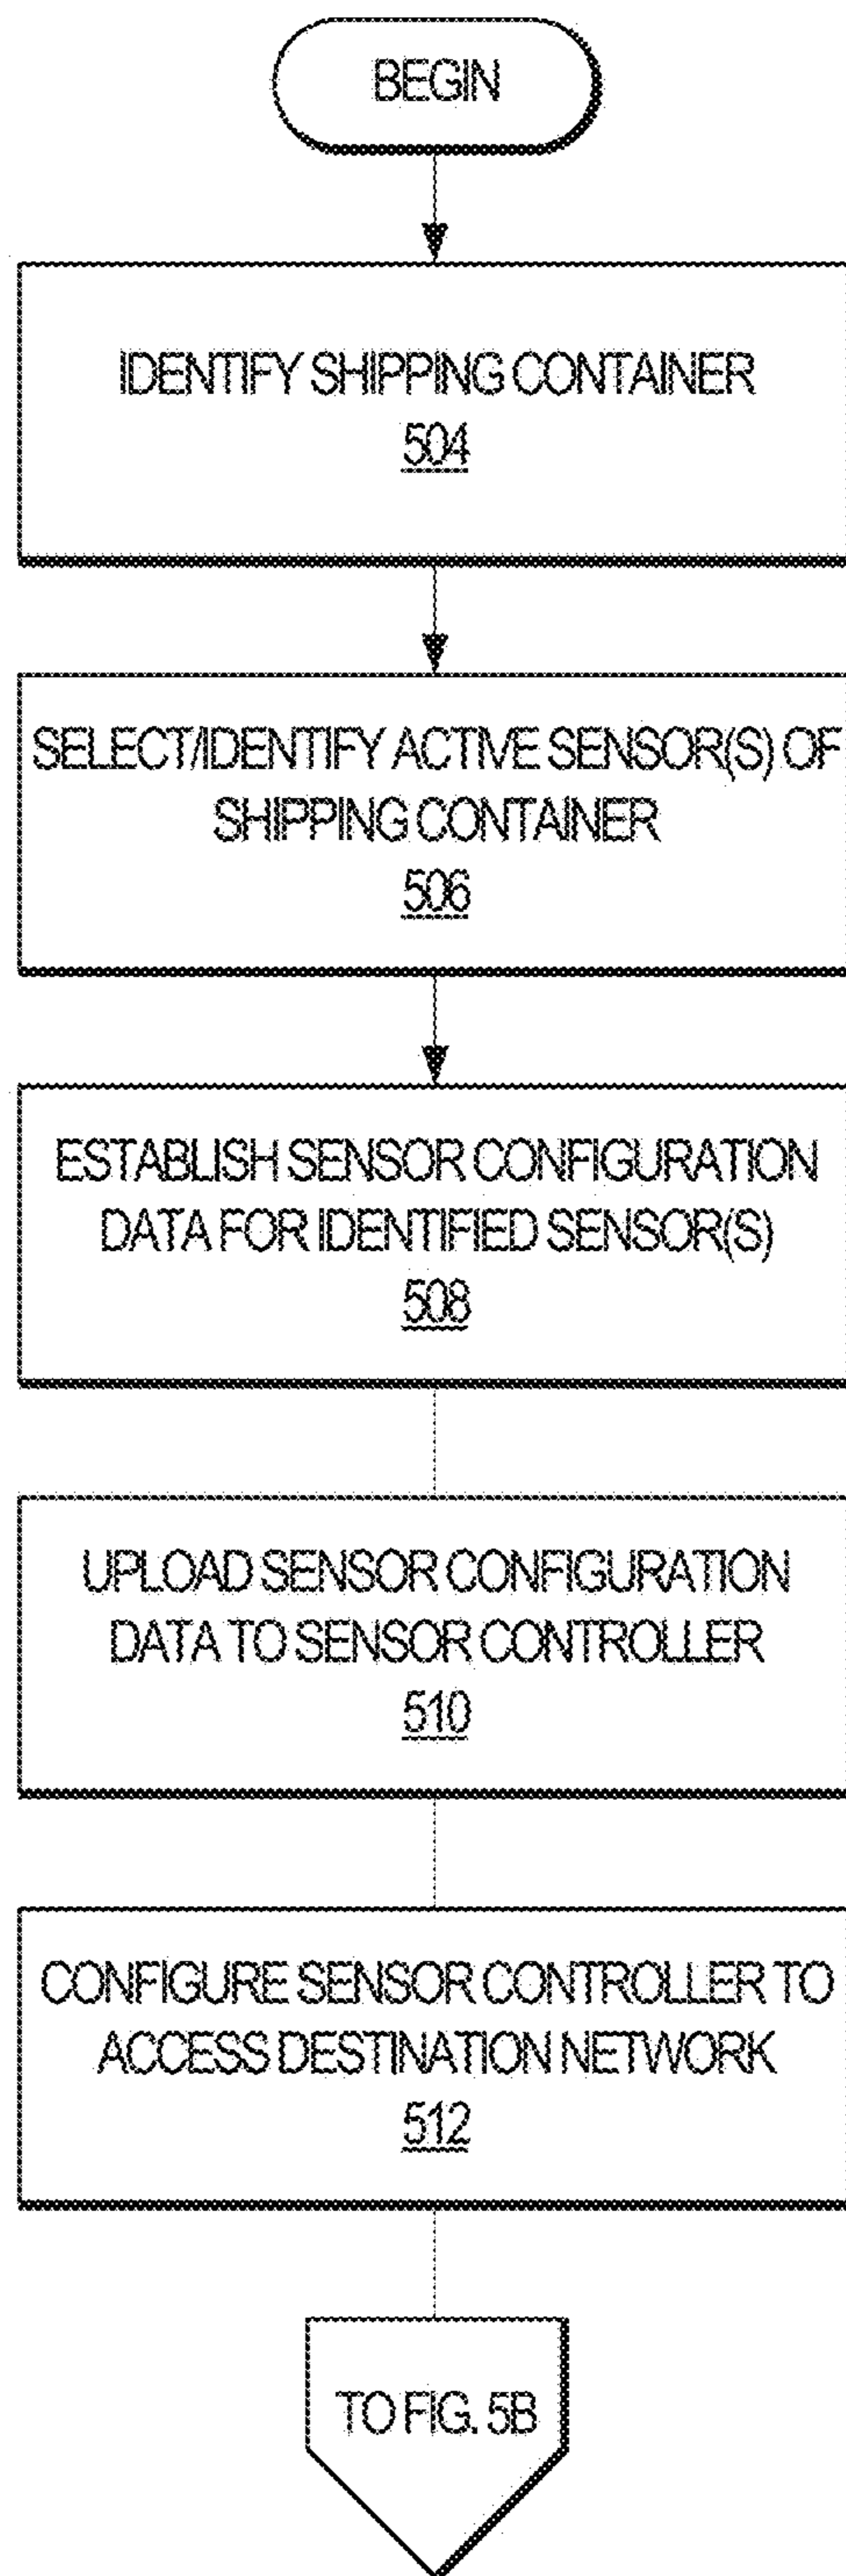 BEGIN
IDENTIFY SHIPPING CONTAINER
504
SELECT/IDENTIFY ACTIVE SENSOR(S) OF
SHIPPING CONTAINER
506
ESTABLISH SENSOR CONFIGURATION
DATA FOR IDENTIFIED SENSOR(S)
508
UPLOAD SENSOR CONFIGURATION
DATA TO SENSOR CONTROLLER
510
CONFIGURE SENSOR CONTROLLER TO
ACCESS DESTINATION NETWORK
512
TO FIG. 5B